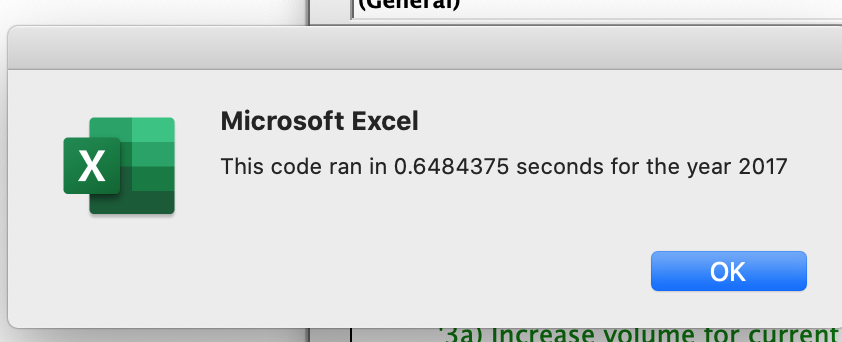 (General)
Microsoft Excel
X
This code ran in 0.6484375 seconds for the year 2017
OK
'3a) Increase volume for current